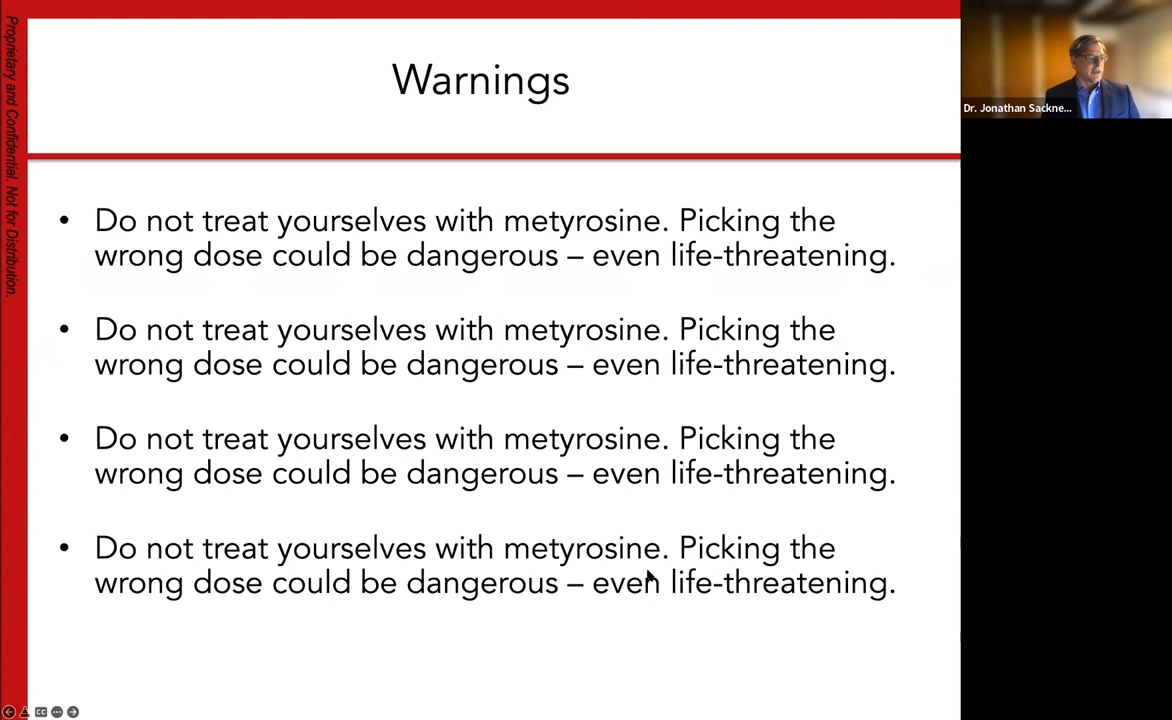 Proprietary and Confidential. Not for Distribution.
Warnings
• Do not treat yourselves with metyrosine. Picking the
wrong dose could be dangerous – even life-threatening.
• Do not treat yourselves with metyrosine. Picking the
wrong dose could be dangerous – even life-threatening.
• Do not treat yourselves with metyrosine. Picking the
wrong dose could be dangerous – even life-threatening.
• Do not treat yourselves with metyrosine. Picking the
wrong dose could be dangerous – even life-threatening.
Dr. Jonathan Sackne...
CC